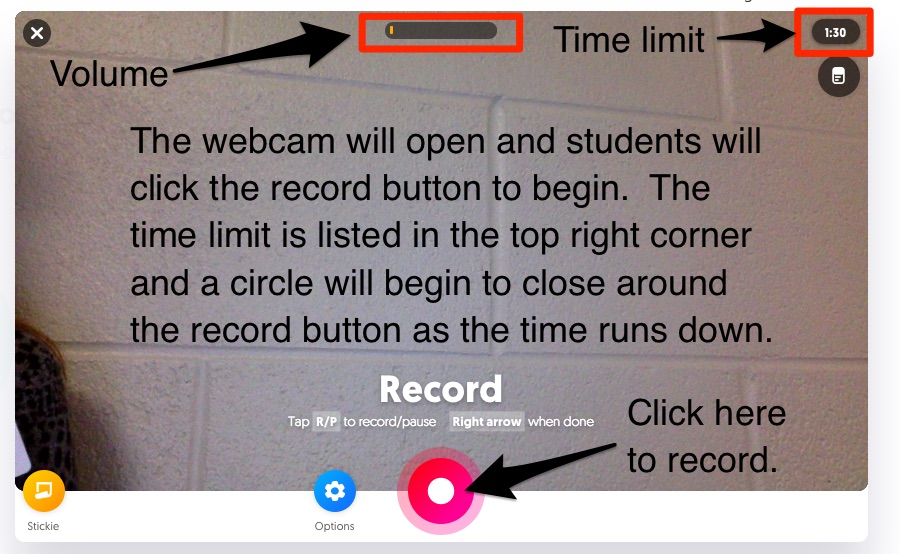 Volume
Time limit
1:30
The webcam will open and students will
click the record button to begin.  The
time limit is listed in the top right corner
and a circle will begin to close around
the record button as the time runs down.
Record
Tap R/P to record/pause Right arrow when done
Click here
to record.
Stickie
Options